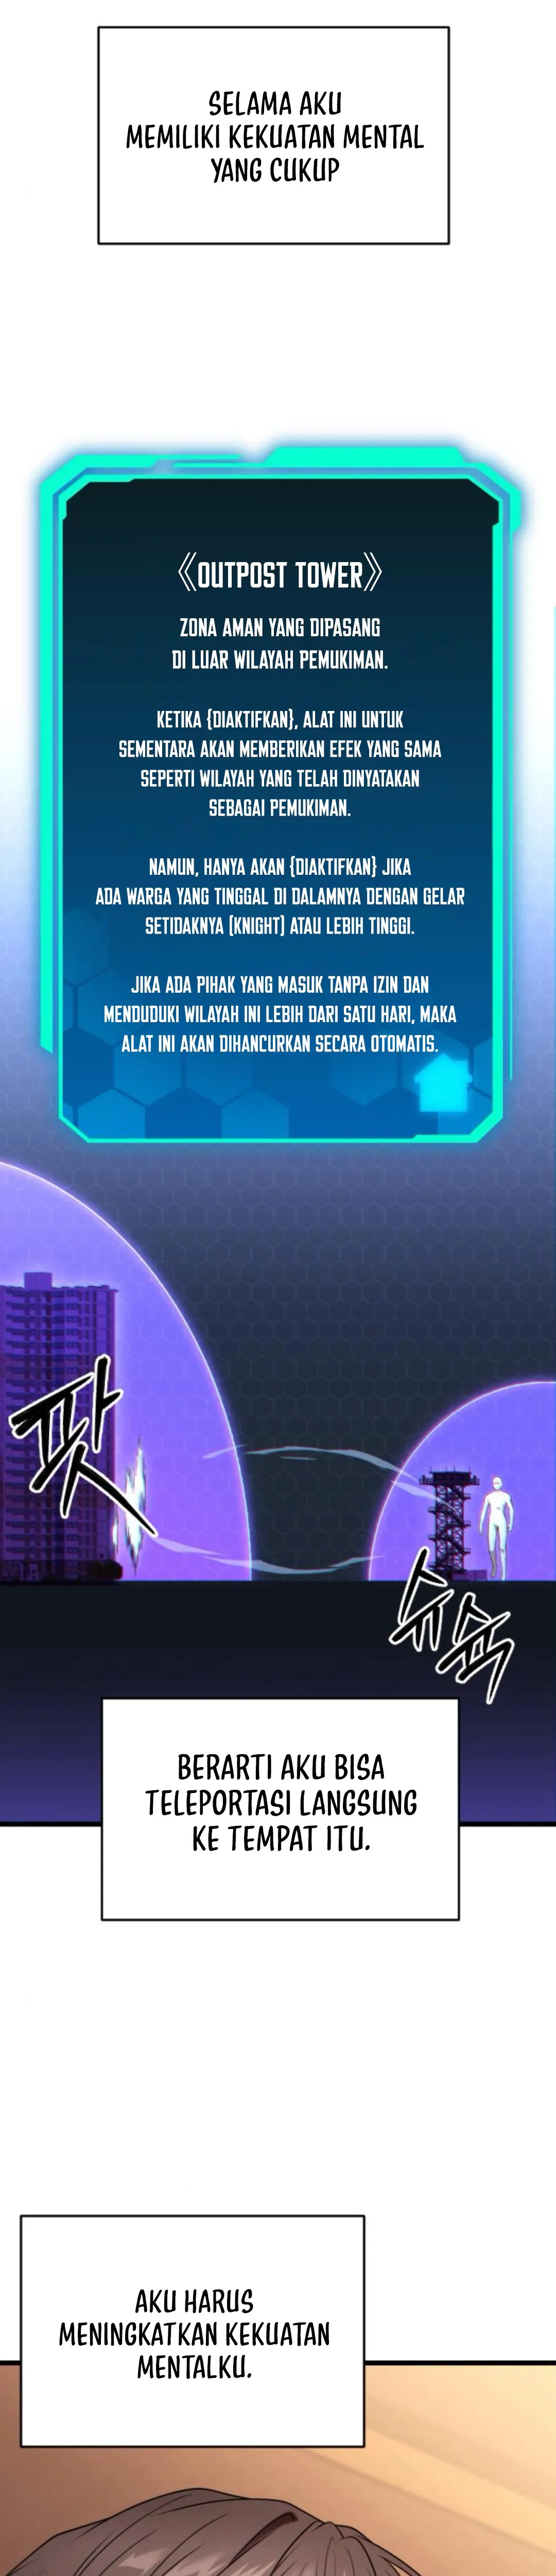 SELAMA AKU
MEMILIKI KEKUATAN MENTAL
YANG CUKUP
《OUTPOST TOWER》
ZONA AMAN YANG DIPASANG
DI LUAR WILAYAH PEMUKIMAN.
KETIKA {DIAKTIFKAN}, ALAT INI UNTUK
SEMENTARA AKAN MEMBERIKAN EFEK YANG SAMA
SEPERTI WILAYAH YANG TELAH DINYATAKAN
SEBAGAI PEMUKIMAN.
NAMUN, HANYA AKAN {DIAKTIFKAN} JIKA
ADA WARGA YANG TINGGAL DI DALAMNYA DENGAN GELAR
SETIDAKNYA [KNIGHT] ATAU LEBIH TINGGI.
JIKA ADA PIHAK YANG MASUK TANPA IZIN DAN
MENDUDUKI WILAYAH INI LEBIH DARI SATU HARI, MAKA
ALAT INI AKAN DIHANCURKAN SECARA OTOMATIS.
팟
슈슉
BERARTI AKU BISA
TELEPORTASI LANGSUNG
KE TEMPAT ITU.
AKU HARUS
MENINGKATKAN KEKUATAN
MENTALKU.